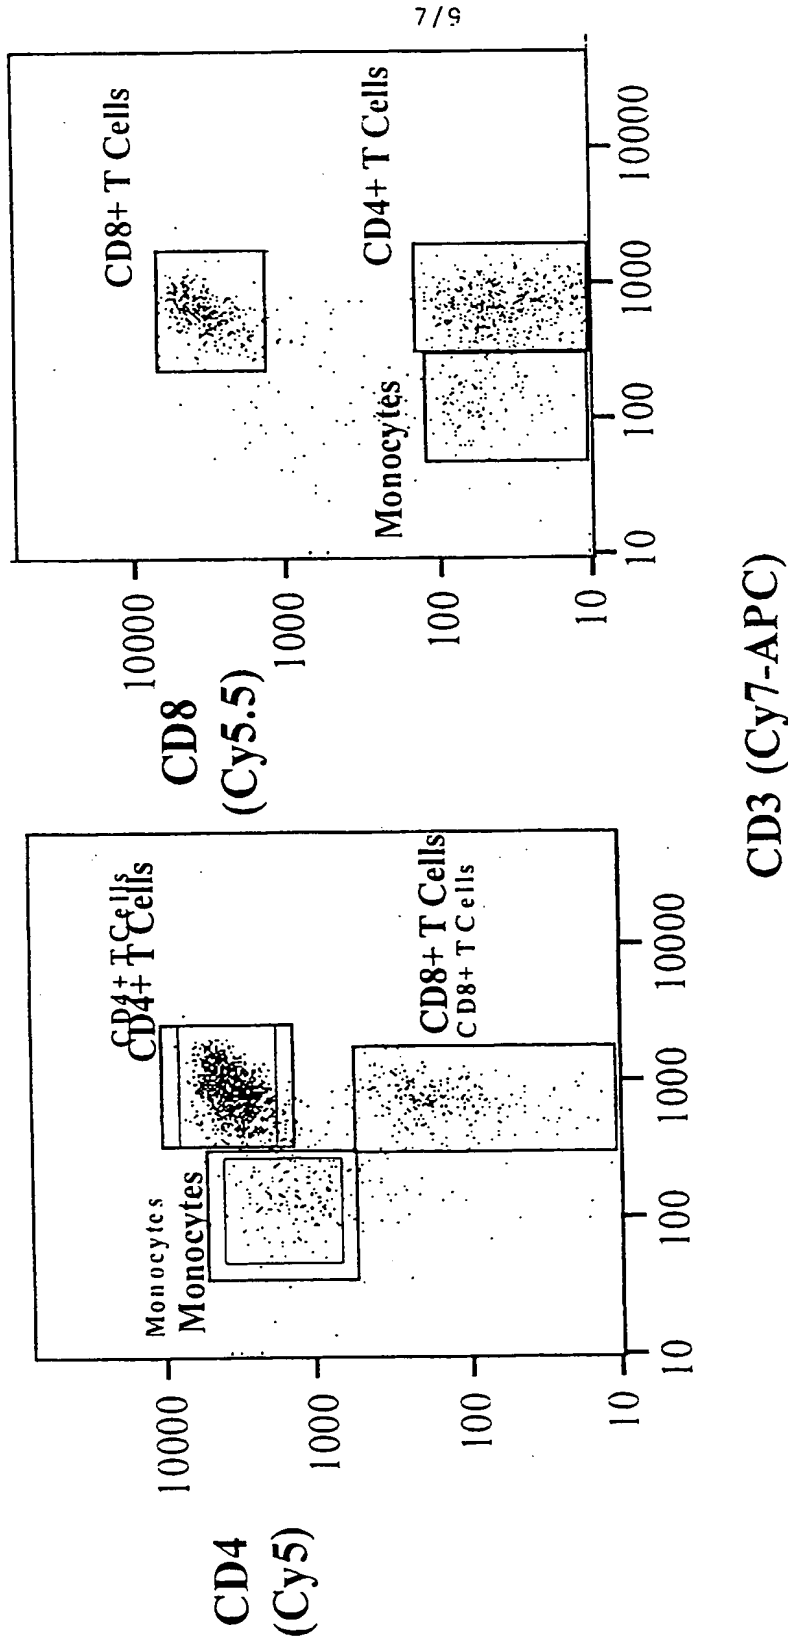 5/7
CD4
(Cy5)
10000
1000
100
10
Monocytes
Monocytes
CD4+ T Cells
CD4+ T Cells
CD8+ T Cells
CD8+ T Cells
10
100
1000
10000
CD8
(Cy5.5)
10000
1000
100
10
CD8+ T Cells
Monocytes
CD4+ T Cells
10
100
1000
10000
CD3 (Cy7-APC)